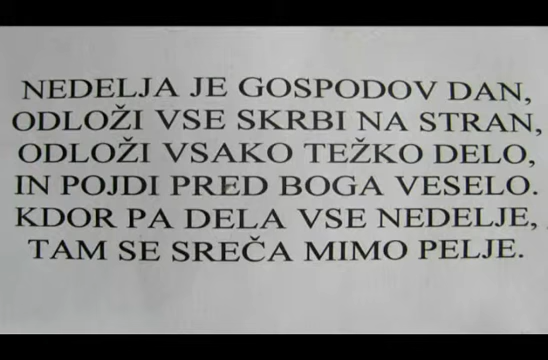 NEDELJA JE GOSPODOV DAN,
ODLOŽI VSE SKRBI NA STRAN,
ODLOŽI VSAKO TEŽKO DELO,
IN POJDI PRED BOGA VESELO.
KDOR PA DELA VSE NEDELJE,
TAM SE SREČA MIMO PELJE.